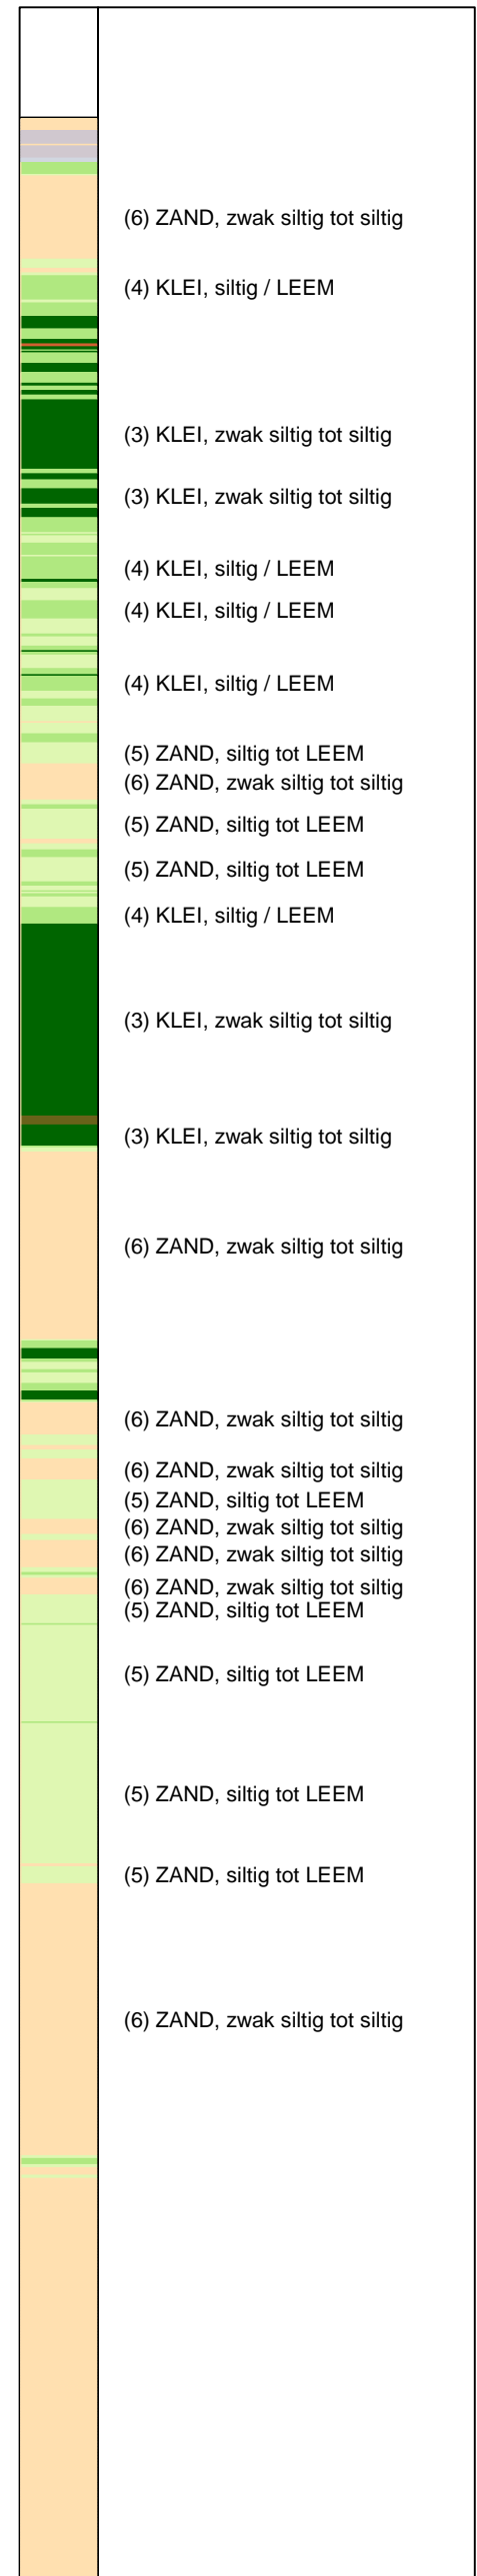 (6) ZAND, zwak siltig tot siltig
(4) KLEI, siltig / LEEM
(3) KLEI, zwak siltig tot siltig
(3) KLEI, zwak siltig tot siltig
(4) KLEI, siltig / LEEM
(4) KLEI, siltig / LEEM
(4) KLEI, siltig / LEEM
(5) ZAND, siltig tot LEEM
(6) ZAND, zwak siltig tot siltig
(5) ZAND, siltig tot LEEM
(5) ZAND, siltig tot LEEM
(4) KLEI, siltig / LEEM
(3) KLEI, zwak siltig tot siltig
(3) KLEI, zwak siltig tot siltig
(6) ZAND, zwak siltig tot siltig
(6) ZAND, zwak siltig tot siltig
(6) ZAND, zwak siltig tot siltig
(5) ZAND, siltig tot LEEM
(6) ZAND, zwak siltig tot siltig
(6) ZAND, zwak siltig tot siltig
(6) ZAND, zwak siltig tot siltig
(5) ZAND, siltig tot LEEM
(5) ZAND, siltig tot LEEM
(5) ZAND, siltig tot LEEM
(5) ZAND, siltig tot LEEM
(6) ZAND, zwak siltig tot siltig